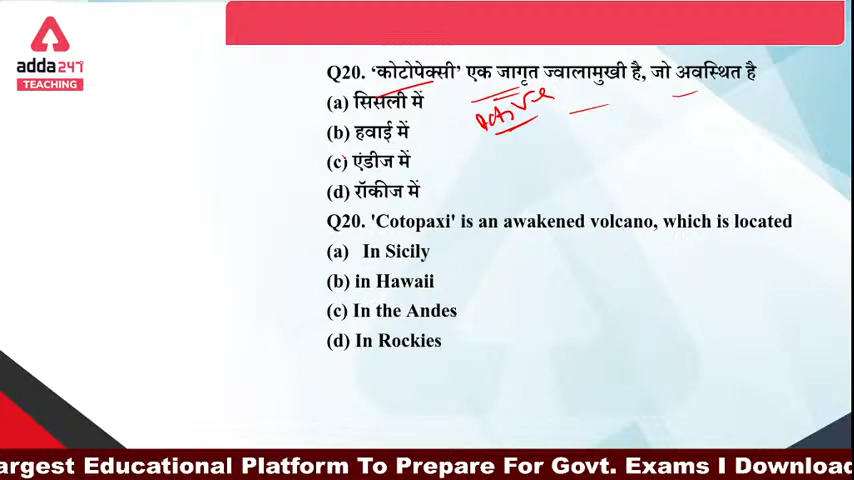 adda247
TEACHING
Q20. 'कोटोपेक्सी' एक जागृत ज्वालामुखी है, जो अवस्थित है
(a) सिसली में
Active
(b) हवाई में
(c) एंडीज में
(d) रॉकीज में
Q20. 'Cotopaxi' is an awakened volcano, which is located
(a) In Sicily
(b) in Hawaii
(c) In the Andes
(d) In Rockies
argest Educational Platform To Prepare For Govt. Exams I Download